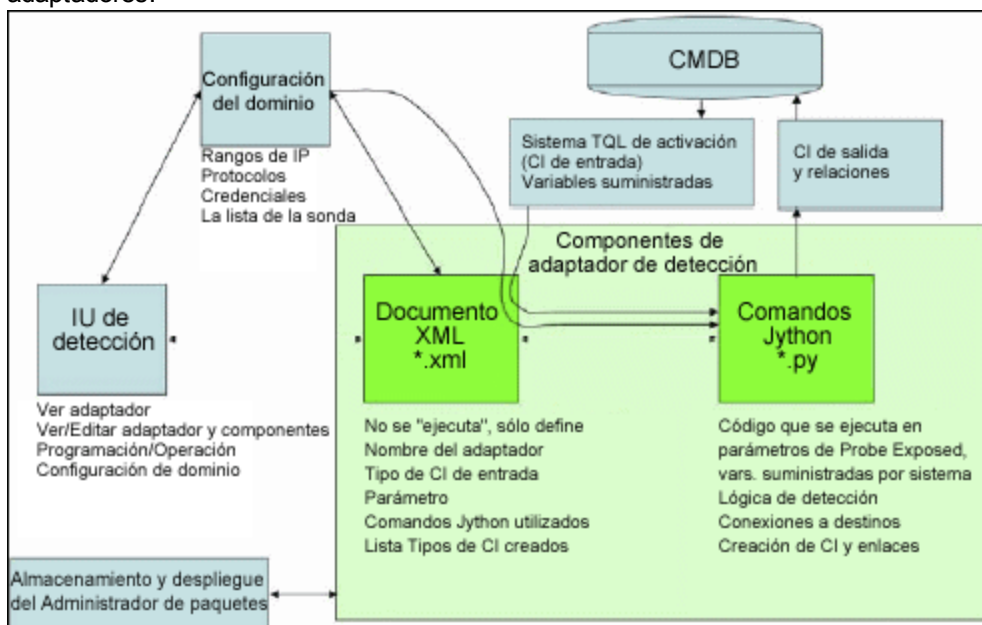 adaptadores.
Configuración
del dominio
Rangos de IP
Protocolos
Credenciales
La lista de la sonda
CMDB
Sistema TQL de activación
(CI de entrada)
Variables suministradas
CI de salida
y relaciones
Componentes de
adaptador de detección
IU de
detección
Ver adaptador
Ver/Editar adaptador y componentes
Programación/Operación
Configuración de dominio
Documento
XML
*.xml
No se "ejecuta", sólo define
Nombre del adaptador
Tipo de CI de entrada
Parámetro
Comandos Jython utilizados
Lista Tipos de CI creados
Comandos
Jython
*.py
Código que se ejecuta en
parámetros de Probe Exposed,
vars. suministradas por sistema
Lógica de detección
Conexiones a destinos
Creación de CI y enlaces
Almacenamiento y despliegue
del Administrador de paquetes